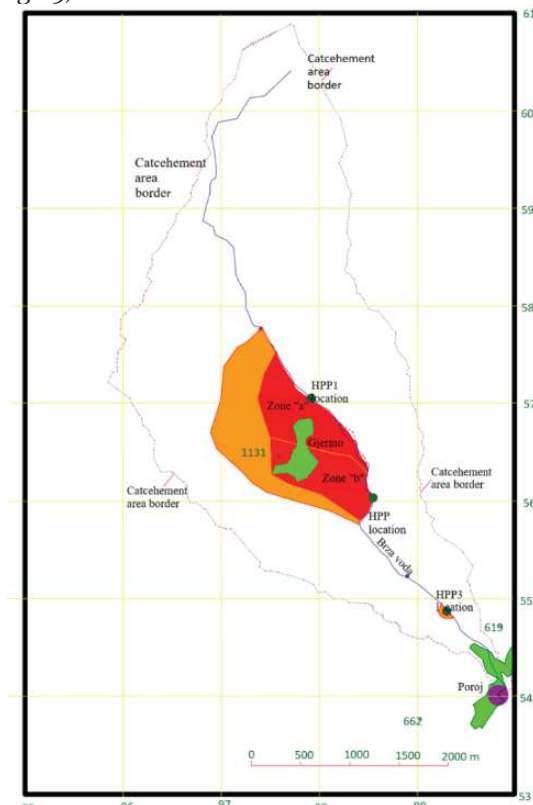 61
Catcehement
area
border
60
Catcehement
area
border
59
58
HPP1
location
57
Zone "a"
Gjermo
1131
Zone "b"
56
Catcehement
area border
Catcehement
area border
HPP
location
Brza voda
55
HPP3
location
619
Poroj
54
662
0 500 1000 1500 2000 m
53
97